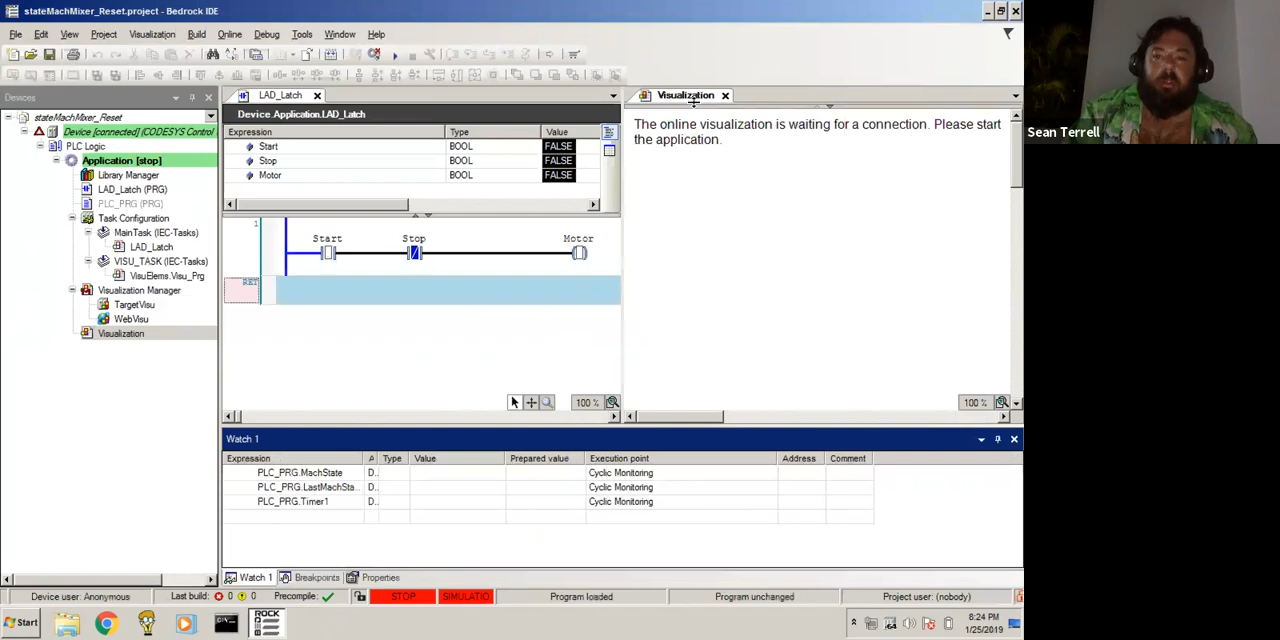 stateMachMixer_Reset.project - Bedrock IDE
File Edit View Project Visualization Build Online Debug Tools Window Help
Devices
stateMachMixer_Reset
Device [connected] (CODESYS Control
PLC Logic
Application [stop]
Library Manager
LAD_Latch (PRG)
PLC_PRG (PRG)
Task Configuration
MainTask (IEC-Tasks)
LAD_Latch
VISU_TASK (IEC-Tasks)
VisuElems.Visu_Prg
Visualization Manager
TargetVisu
WebVisu
Visualization
LAD_Latch
Device.Application.LAD_Latch
Expression Type Value
Start BOOL FALSE
Stop BOOL FALSE
Motor BOOL FALSE
1
Start Stop Motor
RET
100 %
Visualization
The online visualization is waiting for a connection. Please start
the application.
100 %
Watch 1
Expression A Type Value Prepared value Execution point Address Comment
PLC_PRG.MachState D.. Cyclic Monitoring
PLC_PRG.LastMachSta... D.. Cyclic Monitoring
PLC_PRG.Timer1 D.. Cyclic Monitoring
Watch 1 Breakpoints Properties
Device user: Anonymous Last build: 0 0 Precompile: STOP SIMULATIO Program loaded Program unchanged Project user: (nobody)
Start
ROCK
8:24 PM
1/25/2019
Sean Terrell